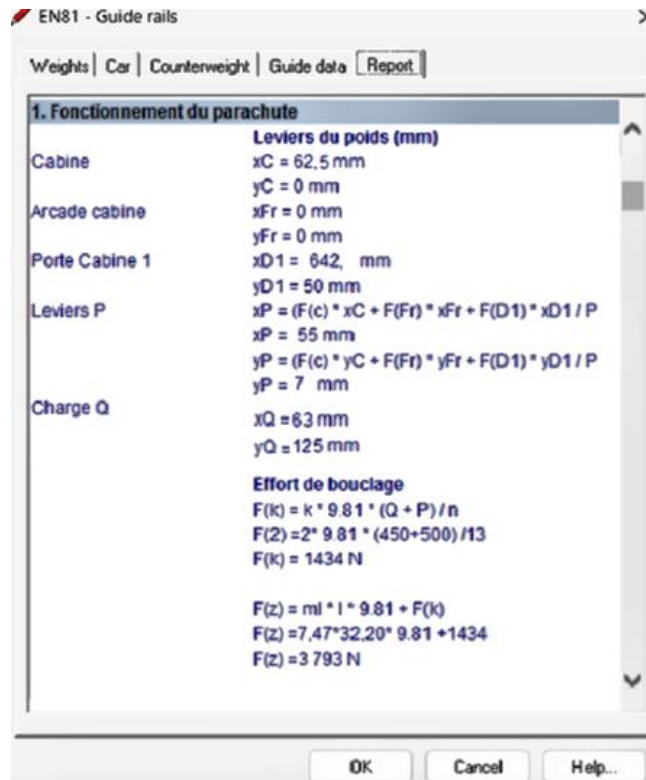 EN81 - Guide rails
Weights Car Counterweight Guide data Report
1. Fonctionnement du parachute
Leviers du poids (mm)
Cabine xC = 62,5 mm
yC = 0 mm
Arcade cabine xFr = 0 mm
yFr = 0 mm
Porte Cabine 1 xD1 = 642, mm
yD1 = 50 mm
Leviers P xP = (F(c) * xC + F(Fr) * xFr + F(D1) * xD1 / P
xP = 55 mm
yP = (F(c) * yC + F(Fr) * yFr + F(D1) * yD1 / P
yP = 7 mm
Charge Q xQ = 63 mm
yQ = 125 mm
Effort de bouclage
F(k) = k * 9.81 * (Q + P) / n
F(2) =2* 9.81 * (450+500) /13
F(k) = 1434 N
F(z) = ml * l * 9.81 + F(k)
F(z) =7,47*32,20* 9.81 +1434
F(z) =3 793 N
OK Cancel Help...